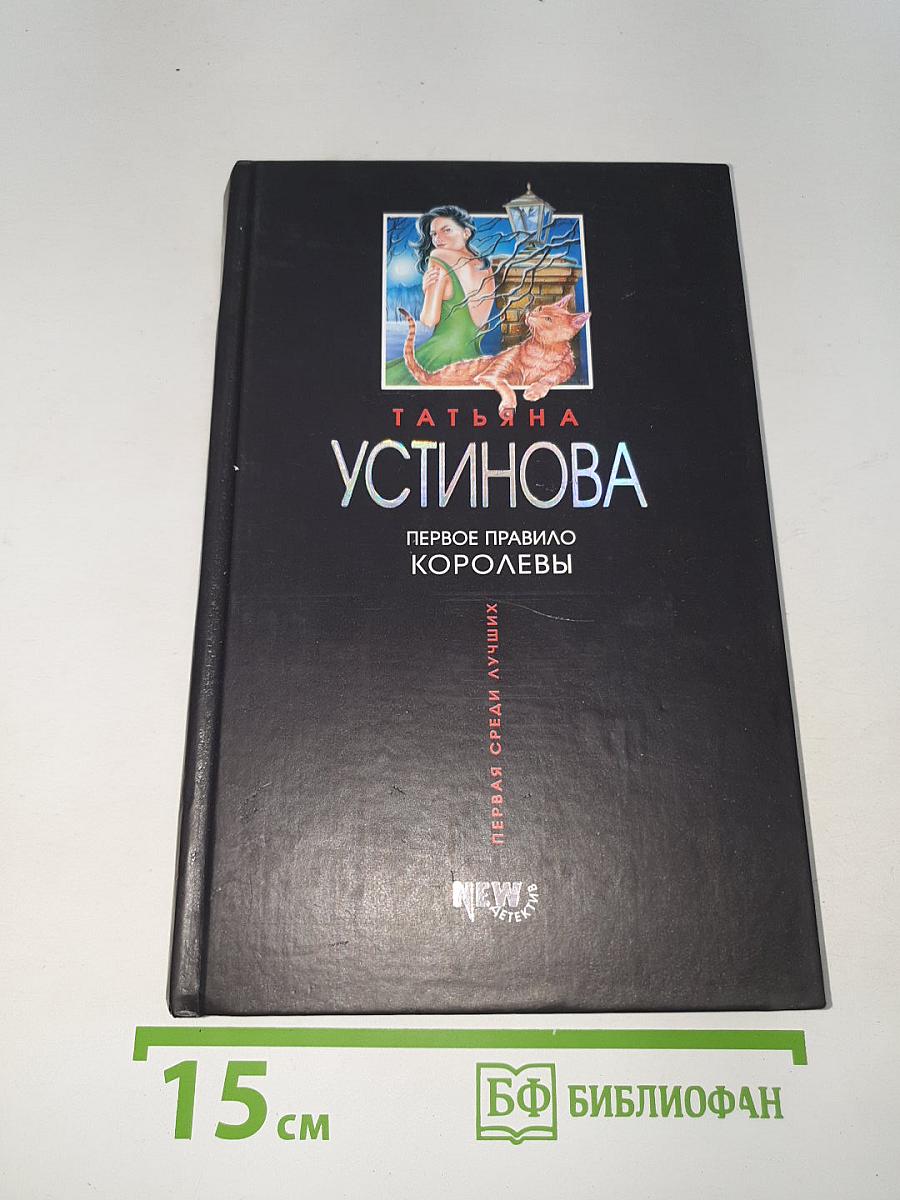 ТАТЬЯНА
УСТИНОВА
ПЕРВОЕ ПРАВИЛО
КОРОЛЕВЫ
ПЕРВАЯ СРЕДИ ЛУЧШИХ
NEW
ДЕТЕКТИВ
15 см
БФ БИБЛИОФАН